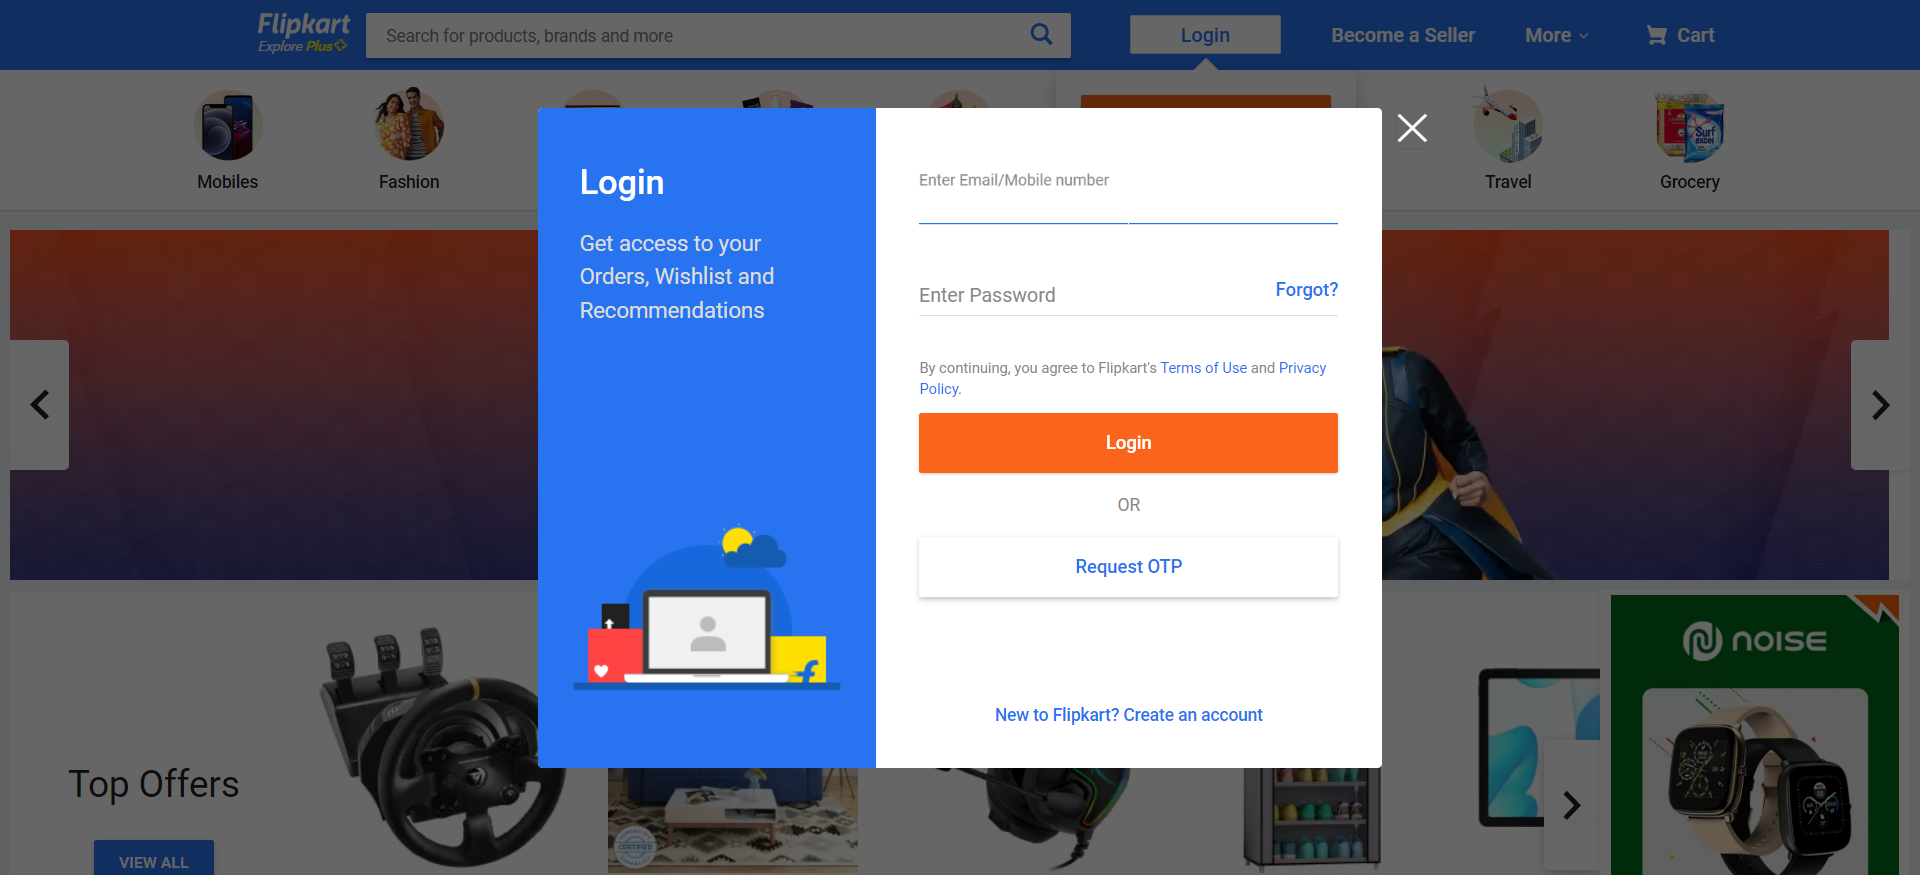 Flipkart
Explore Plus
Search for products, brands and more
Login
Become a Seller
More
Cart
Mobiles
Fashion
Travel
Grocery
Surf
excel
Login
Get access to your
Orders, Wishlist and
Recommendations
Enter Email/Mobile number
Enter Password
Forgot?
By continuing, you agree to Flipkart's Terms of Use and Privacy
Policy.
Login
OR
Request OTP
New to Flipkart? Create an account
Top Offers
VIEW ALL
CERTIFIED
NOISE